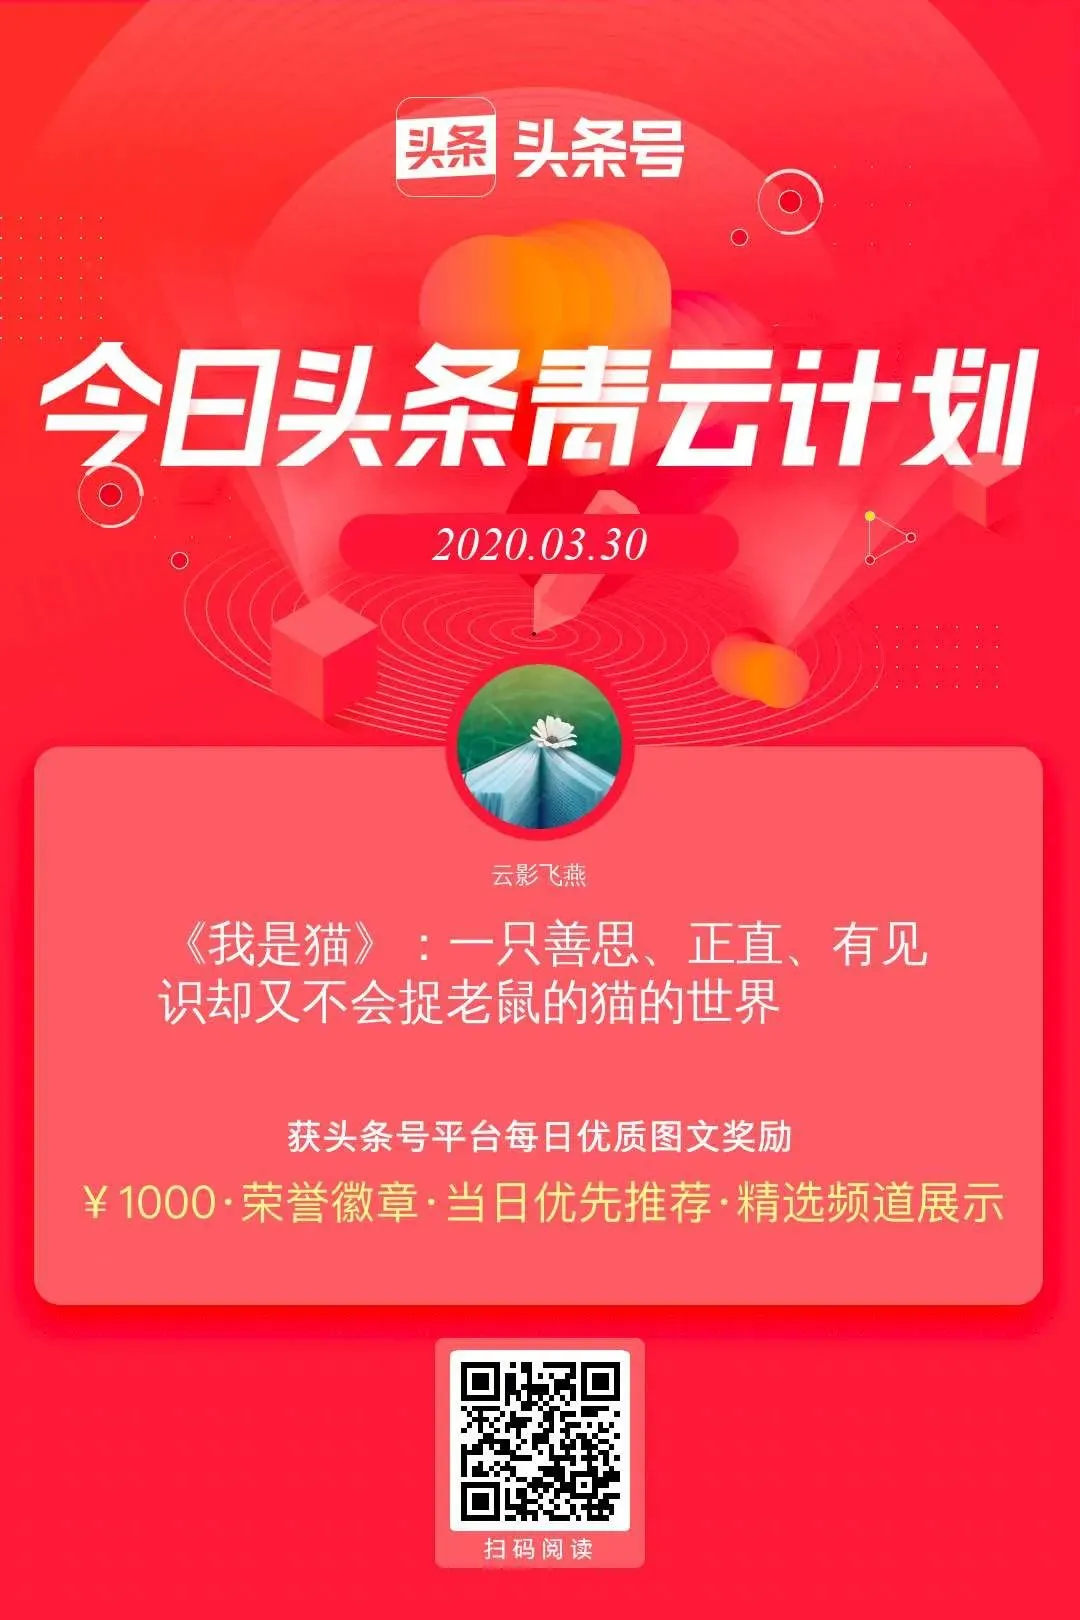 头条 头条号
今日头条青云计划
2020.03.30
云影飞燕
《我是猫》：一只善思、正直、有见
识却又不会捉老鼠的猫的世界
获头条号平台每日优质图文奖励
￥1000·荣誉徽章·当日优先推荐·精选频道展示
扫码阅读